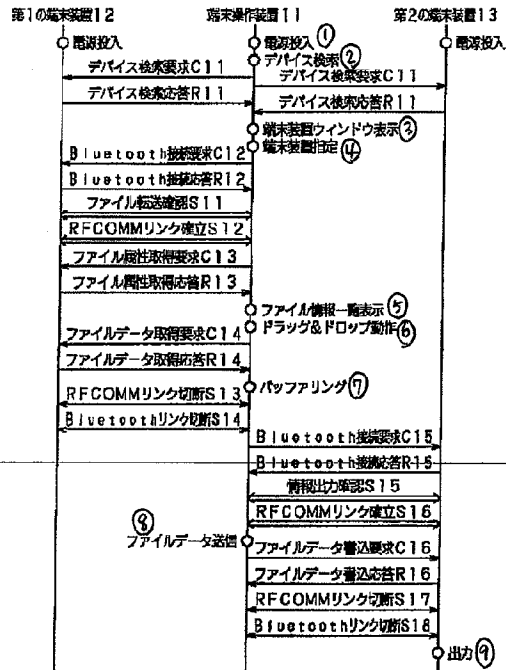 第1の端末装置12 端末操作装置11 第2の端末装置13
電源投入 電源投入 ① 電源投入
デバイス検索 ②
デバイス検索要求C11 デバイス検索要求C11
デバイス検索応答R11 デバイス検索応答R11
端末装置ウィンドウ表示 ③
端末装置指定 ④
Bluetooth接続要求C12
Bluetooth接続応答R12
ファイル転送確認S11
RFCOMMリンク確立S12
ファイル属性取得要求C13
ファイル属性取得応答R13
ファイル情報一覧表示 ⑤
ドラッグ&ドロップ動作 ⑥
ファイルデータ取得要求C14
ファイルデータ取得応答R14
バッファリング ⑦
RFCOMMリンク切断S13
Bluetoothリンク切断S14
Bluetooth接続要求C15
Bluetooth接続応答R15
情報出力確認S15
RFCOMMリンク確立S16
⑧
ファイルデータ送信
ファイルデータ書込要求C16
ファイルデータ書込応答R16
RFCOMMリンク切断S17
Bluetoothリンク切断S18
出力 ⑨